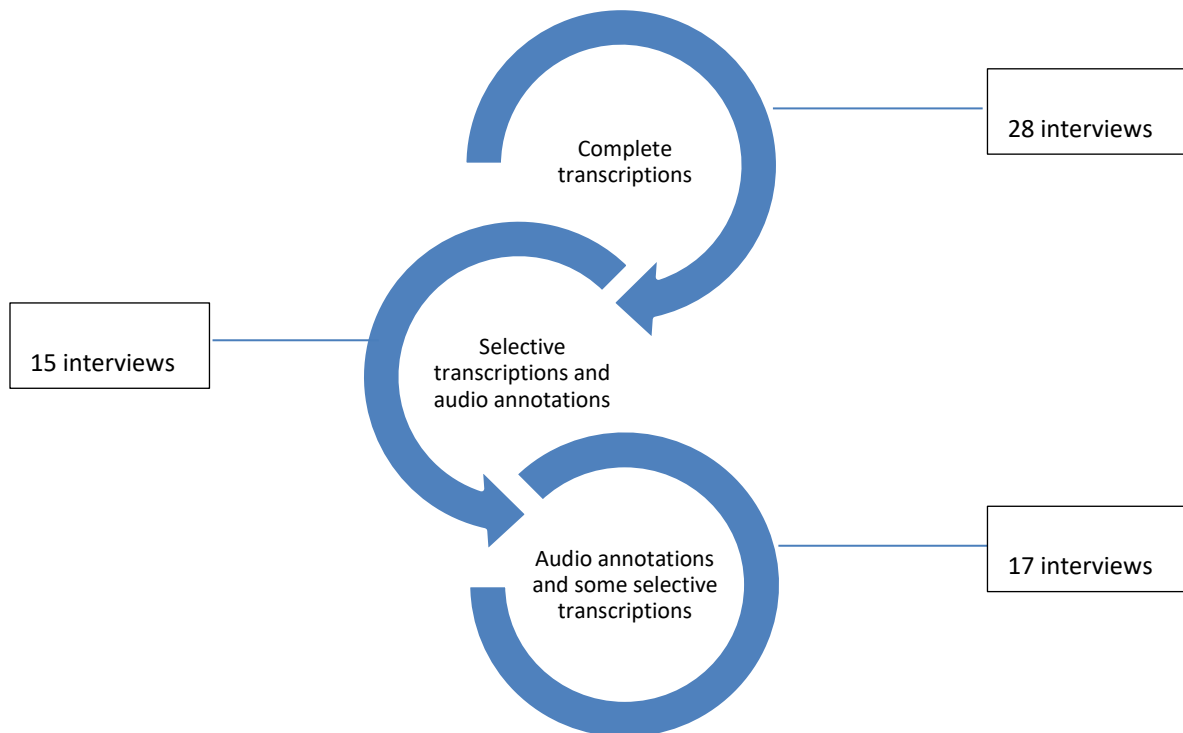 Complete
transcriptions
28 interviews
15 interviews
Selective
transcriptions and
audio annotations
Audio annotations
and some selective
transcriptions
17 interviews